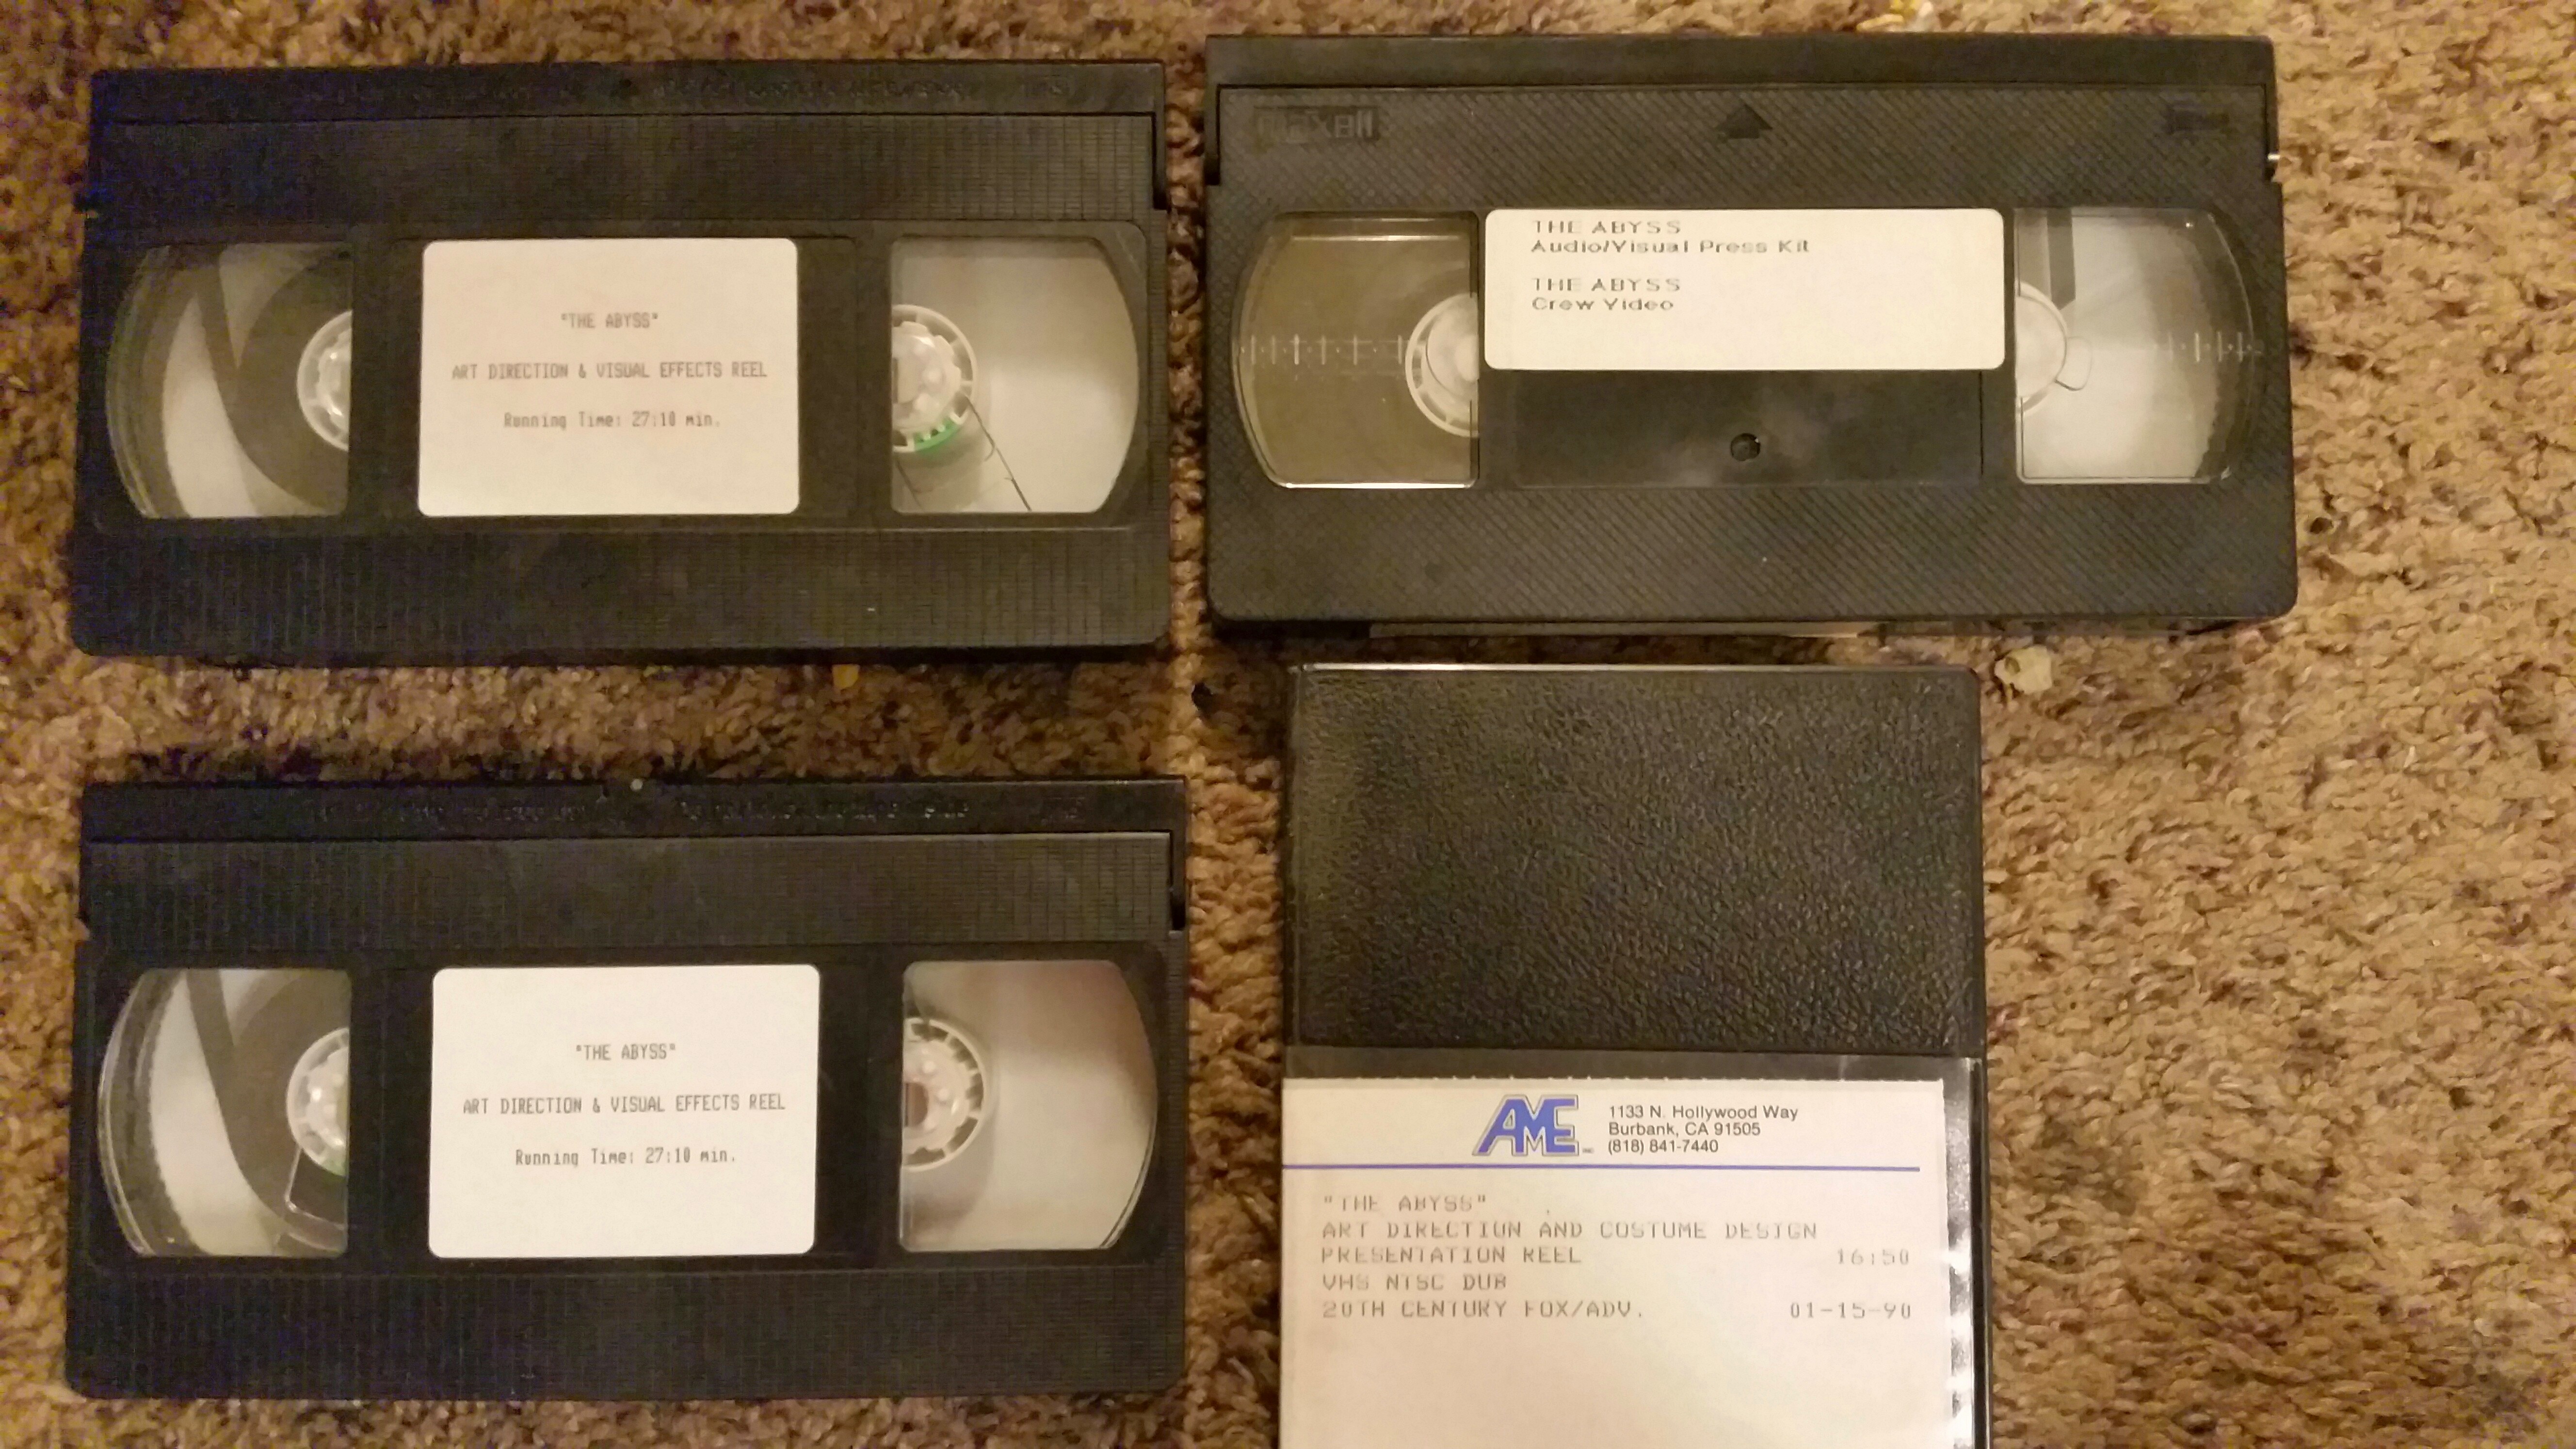 "THE ABYSS"
ART DIRECTION & VISUAL EFFECTS REEL
Running Time: 27:10 min.
maxell
THE ABYSS
Audio/Visual Press Kit
THE ABYSS
Crew Video
"THE ABYSS"
ART DIRECTION & VISUAL EFFECTS REEL
Running Time: 27:10 min.
AME INC
1133 N. Hollywood Way
Burbank, CA 91505
(818) 841-7440
"THE ABYSS"
ART DIRECTION AND COSTUME DESIGN
PRESENTATION REEL 16:50
VHS NTSC DUB
20TH CENTURY FOX/ADV. 01-15-90